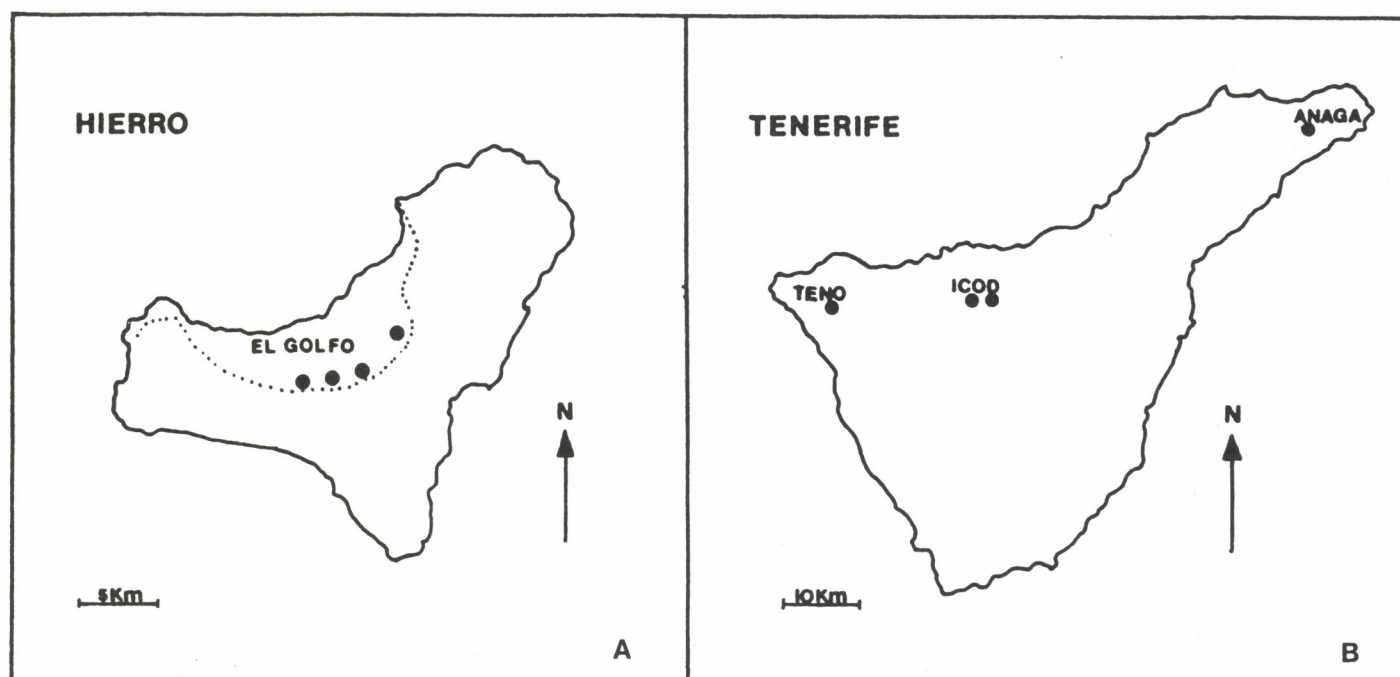 HIERRO
EL GOLFO
N
5Km
A
TENERIFE
ANAGA
TENO
ICOD
N
10Km
B